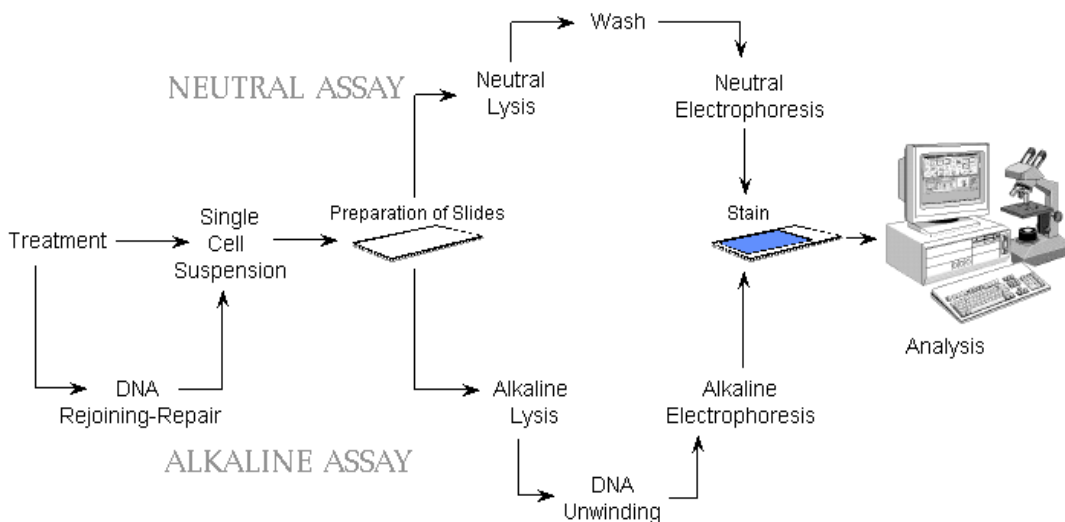 Wash
NEUTRAL ASSAY
Neutral
Lysis
Neutral
Electrophoresis
Treatment
Single
Cell
Suspension
Preparation of Slides
Stain
Analysis
DNA
Rejoining-Repair
Alkaline
Lysis
Alkaline
Electrophoresis
ALKALINE ASSAY
DNA
Unwinding